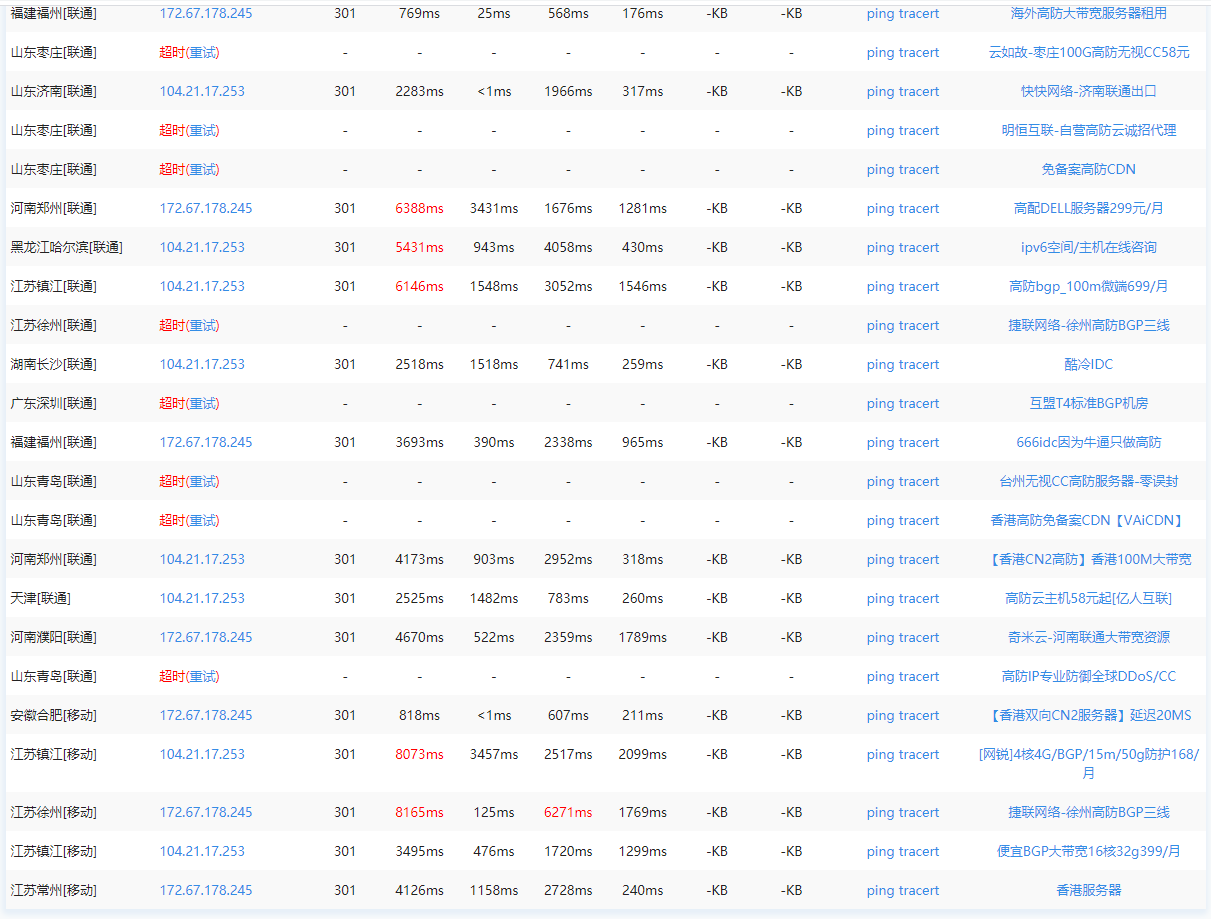 福建福州[联通] 172.67.178.245 301 769ms 25ms 568ms 176ms -KB -KB ping tracert 海外高防大带宽服务器租用
山东枣庄[联通] 超时(重试) - - - - - - - ping tracert 云如故-枣庄100G高防无视CC58元
山东济南[联通] 104.21.17.253 301 2283ms <1ms 1966ms 317ms -KB -KB ping tracert 快快网络-济南联通出口
山东枣庄[联通] 超时(重试) - - - - - - - ping tracert 明恒互联-自营高防云诚招代理
山东枣庄[联通] 超时(重试) - - - - - - - ping tracert 免备案高防CDN
河南郑州[联通] 172.67.178.245 301 6388ms 3431ms 1676ms 1281ms -KB -KB ping tracert 高配DELL服务器299元/月
黑龙江哈尔滨[联通] 104.21.17.253 301 5431ms 943ms 4058ms 430ms -KB -KB ping tracert ipv6空间/主机在线咨询
江苏镇江[联通] 104.21.17.253 301 6146ms 1548ms 3052ms 1546ms -KB -KB ping tracert 高防bgp_100m微端699/月
江苏徐州[联通] 超时(重试) - - - - - - - ping tracert 捷联网络-徐州高防BGP三线
湖南长沙[联通] 104.21.17.253 301 2518ms 1518ms 741ms 259ms -KB -KB ping tracert 酷冷IDC
广东深圳[联通] 超时(重试) - - - - - - - ping tracert 互盟T4标准BGP机房
福建福州[联通] 172.67.178.245 301 3693ms 390ms 2338ms 965ms -KB -KB ping tracert 666idc因为牛逼只做高防
山东青岛[联通] 超时(重试) - - - - - - - ping tracert 台州无视CC高防服务器-零误封
山东青岛[联通] 超时(重试) - - - - - - - ping tracert 香港高防免备案CDN【VAiCDN】
河南郑州[联通] 104.21.17.253 301 4173ms 903ms 2952ms 318ms -KB -KB ping tracert 【香港CN2高防】香港100M大带宽
天津[联通] 104.21.17.253 301 2525ms 1482ms 783ms 260ms -KB -KB ping tracert 高防云主机58元起[亿人互联]
河南濮阳[联通] 172.67.178.245 301 4670ms 522ms 2359ms 1789ms -KB -KB ping tracert 奇米云-河南联通大带宽资源
山东青岛[联通] 超时(重试) - - - - - - - ping tracert 高防IP专业防御全球DDoS/CC
安徽合肥[移动] 172.67.178.245 301 818ms <1ms 607ms 211ms -KB -KB ping tracert 【香港双向CN2服务器】延迟20MS
江苏镇江[移动] 104.21.17.253 301 8073ms 3457ms 2517ms 2099ms -KB -KB ping tracert [网锐]4核4G/BGP/15m/50g防护168/
月
江苏徐州[移动] 172.67.178.245 301 8165ms 125ms 6271ms 1769ms -KB -KB ping tracert 捷联网络-徐州高防BGP三线
江苏镇江[移动] 104.21.17.253 301 3495ms 476ms 1720ms 1299ms -KB -KB ping tracert 便宜BGP大带宽16核32g399/月
江苏常州[移动] 172.67.178.245 301 4126ms 1158ms 2728ms 240ms -KB -KB ping tracert 香港服务器